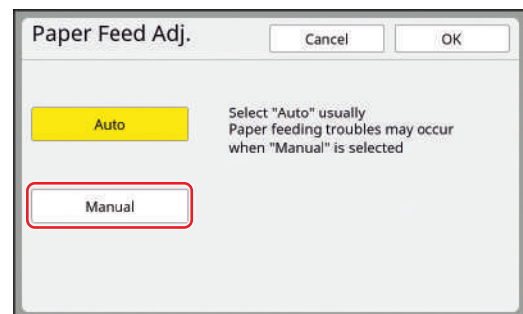 Paper Feed Adj.
Cancel
OK
Auto
Select "Auto" usually
Paper feeding troubles may occur
when "Manual" is selected
Manual